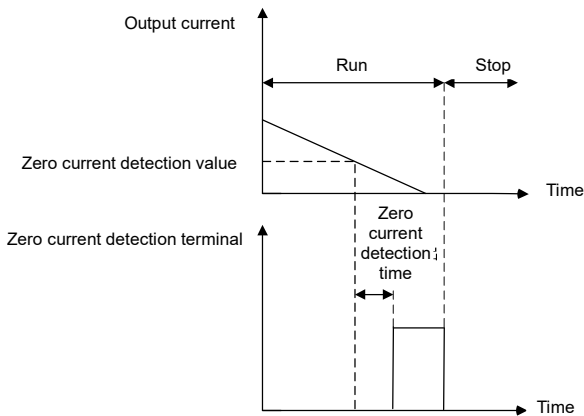 Output current
Run
Stop
Zero current detection value
Time
Zero current detection terminal
Zero
current
detection
time
Time